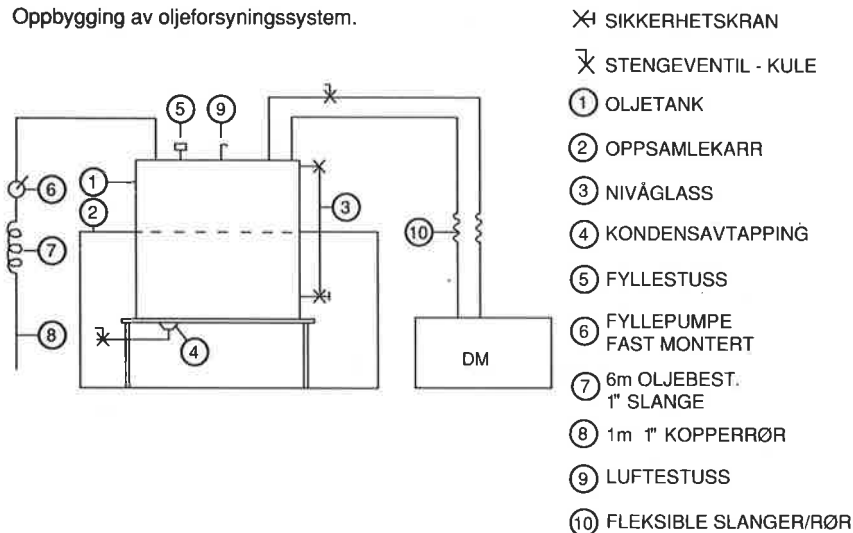 Oppbygging av oljeforsyningssystem.
SIKKERHETSKRAN
STENGEVENTIL - KULE
1 OLJETANK
2 OPPSAMLEKARR
3 NIVÅGLASS
4 KONDENSAVTAPPING
5 FYLLESTUSS
6 FYLLEPUMPE
FAST MONTERT
7 6m OLJEBEST.
1" SLANGE
8 1m 1" KOPPERRØR
9 LUFTESTUSS
10 FLEKSIBLE SLANGER/RØR
5 9
6
1
2
3
7
10
8
4
DM